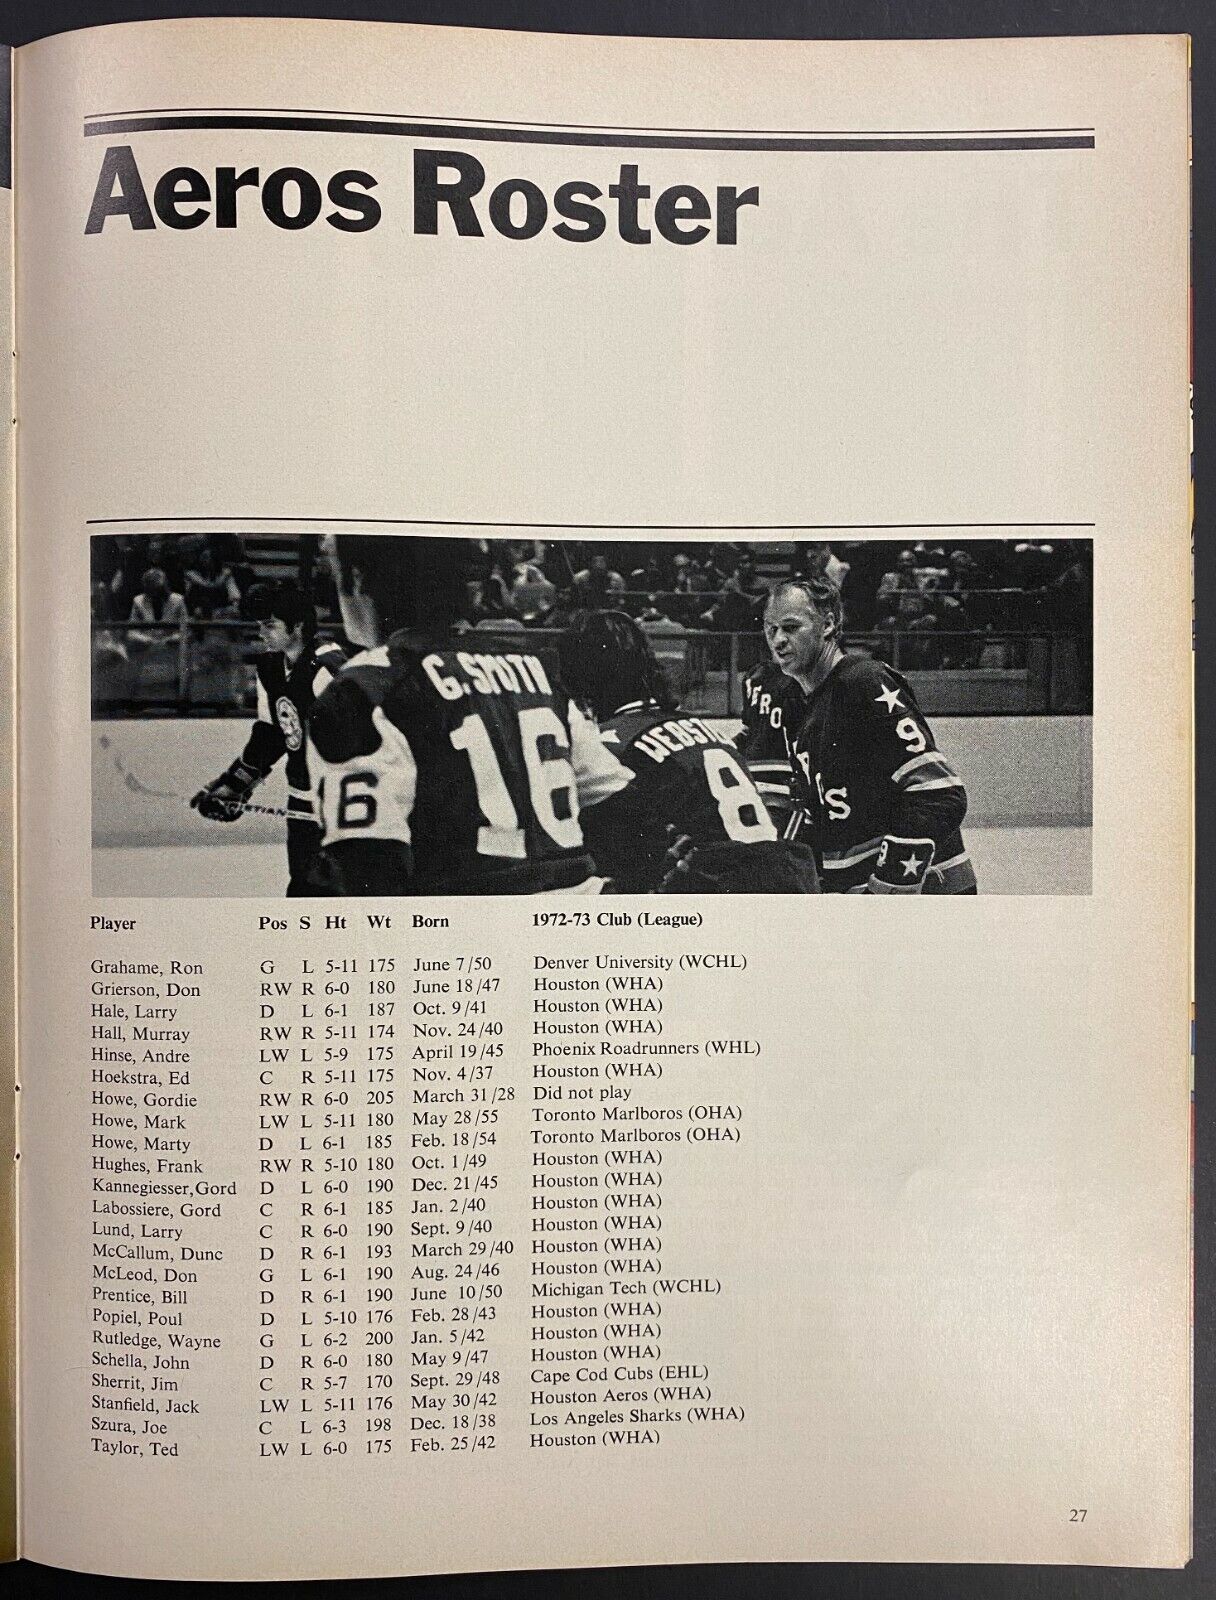 Aeros Roster
G. SMITH
16
16
WEBST
8
AEROS
9
9
Player Pos S Ht Wt Born 1972-73 Club (League)
Grahame, Ron G L 5-11 175 June 7/50 Denver University (WCHL)
Grierson, Don RW R 6-0 180 June 18/47 Houston (WHA)
Hale, Larry D L 6-1 187 Oct. 9/41 Houston (WHA)
Hall, Murray RW R 5-11 174 Nov. 24/40 Houston (WHA)
Hinse, Andre LW L 5-9 175 April 19/45 Phoenix Roadrunners (WHL)
Hoekstra, Ed C R 5-11 175 Nov. 4/37 Houston (WHA)
Howe, Gordie RW R 6-0 205 March 31/28 Did not play
Howe, Mark LW L 5-11 180 May 28/55 Toronto Marlboros (OHA)
Howe, Marty D L 6-1 185 Feb. 18/54 Toronto Marlboros (OHA)
Hughes, Frank RW R 5-10 180 Oct. 1/49 Houston (WHA)
Kannegiesser, Gord D L 6-0 190 Dec. 21/45 Houston (WHA)
Labossiere, Gord C R 6-1 185 Jan. 2/40 Houston (WHA)
Lund, Larry C R 6-0 190 Sept. 9/40 Houston (WHA)
McCallum, Dunc D R 6-1 193 March 29/40 Houston (WHA)
McLeod, Don G L 6-1 190 Aug. 24/46 Houston (WHA)
Prentice, Bill D R 6-1 190 June 10/50 Michigan Tech (WCHL)
Popiel, Poul D L 5-10 176 Feb. 28/43 Houston (WHA)
Rutledge, Wayne G L 6-2 200 Jan. 5/42 Houston (WHA)
Schella, John D R 6-0 180 May 9/47 Houston (WHA)
Sherrit, Jim C R 5-7 170 Sept. 29/48 Cape Cod Cubs (EHL)
Stanfield, Jack LW L 5-11 176 May 30/42 Houston Aeros (WHA)
Szura, Joe C L 6-3 198 Dec. 18/38 Los Angeles Sharks (WHA)
Taylor, Ted LW L 6-0 175 Feb. 25/42 Houston (WHA)
27